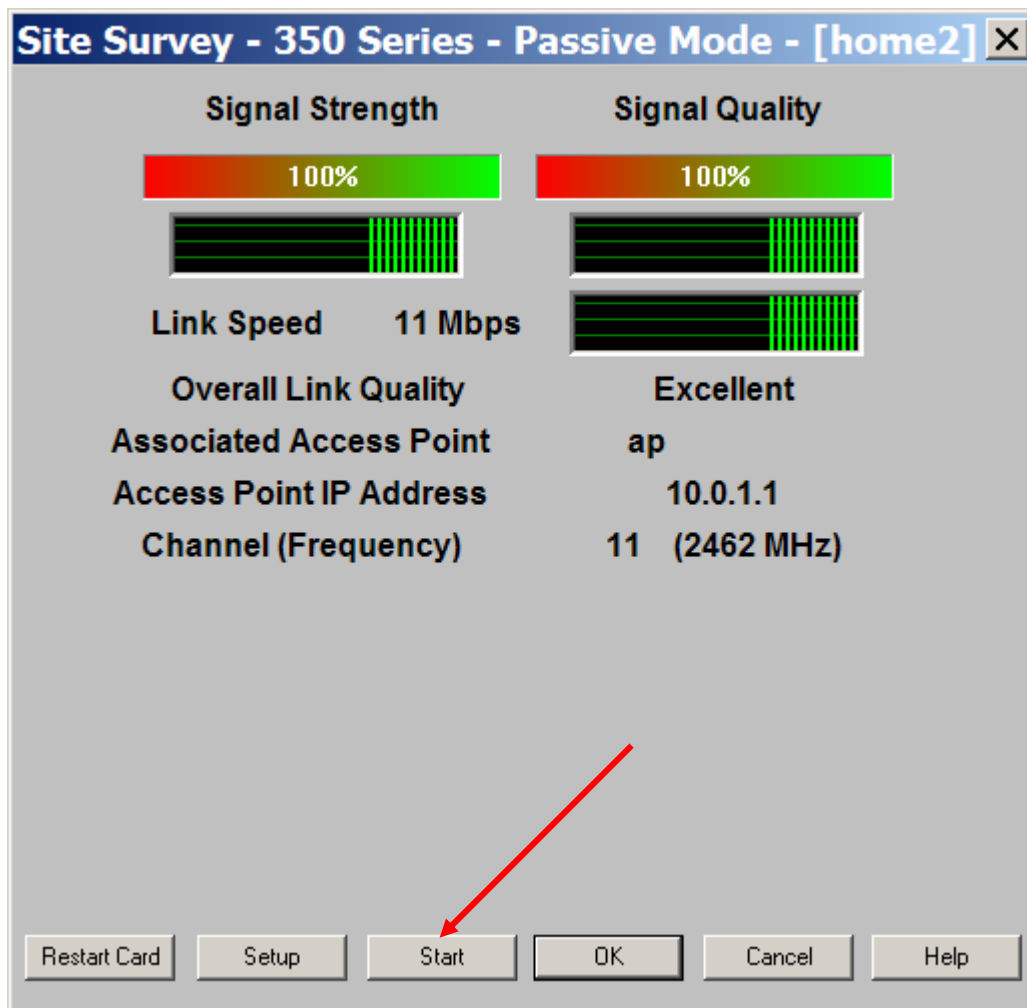 Site Survey - 350 Series - Passive Mode - [home2]
Signal Strength Signal Quality
100% 100%
Link Speed 11 Mbps
Overall Link Quality Excellent
Associated Access Point ap
Access Point IP Address 10.0.1.1
Channel (Frequency) 11 (2462 MHz)
Restart Card Setup Start OK Cancel Help